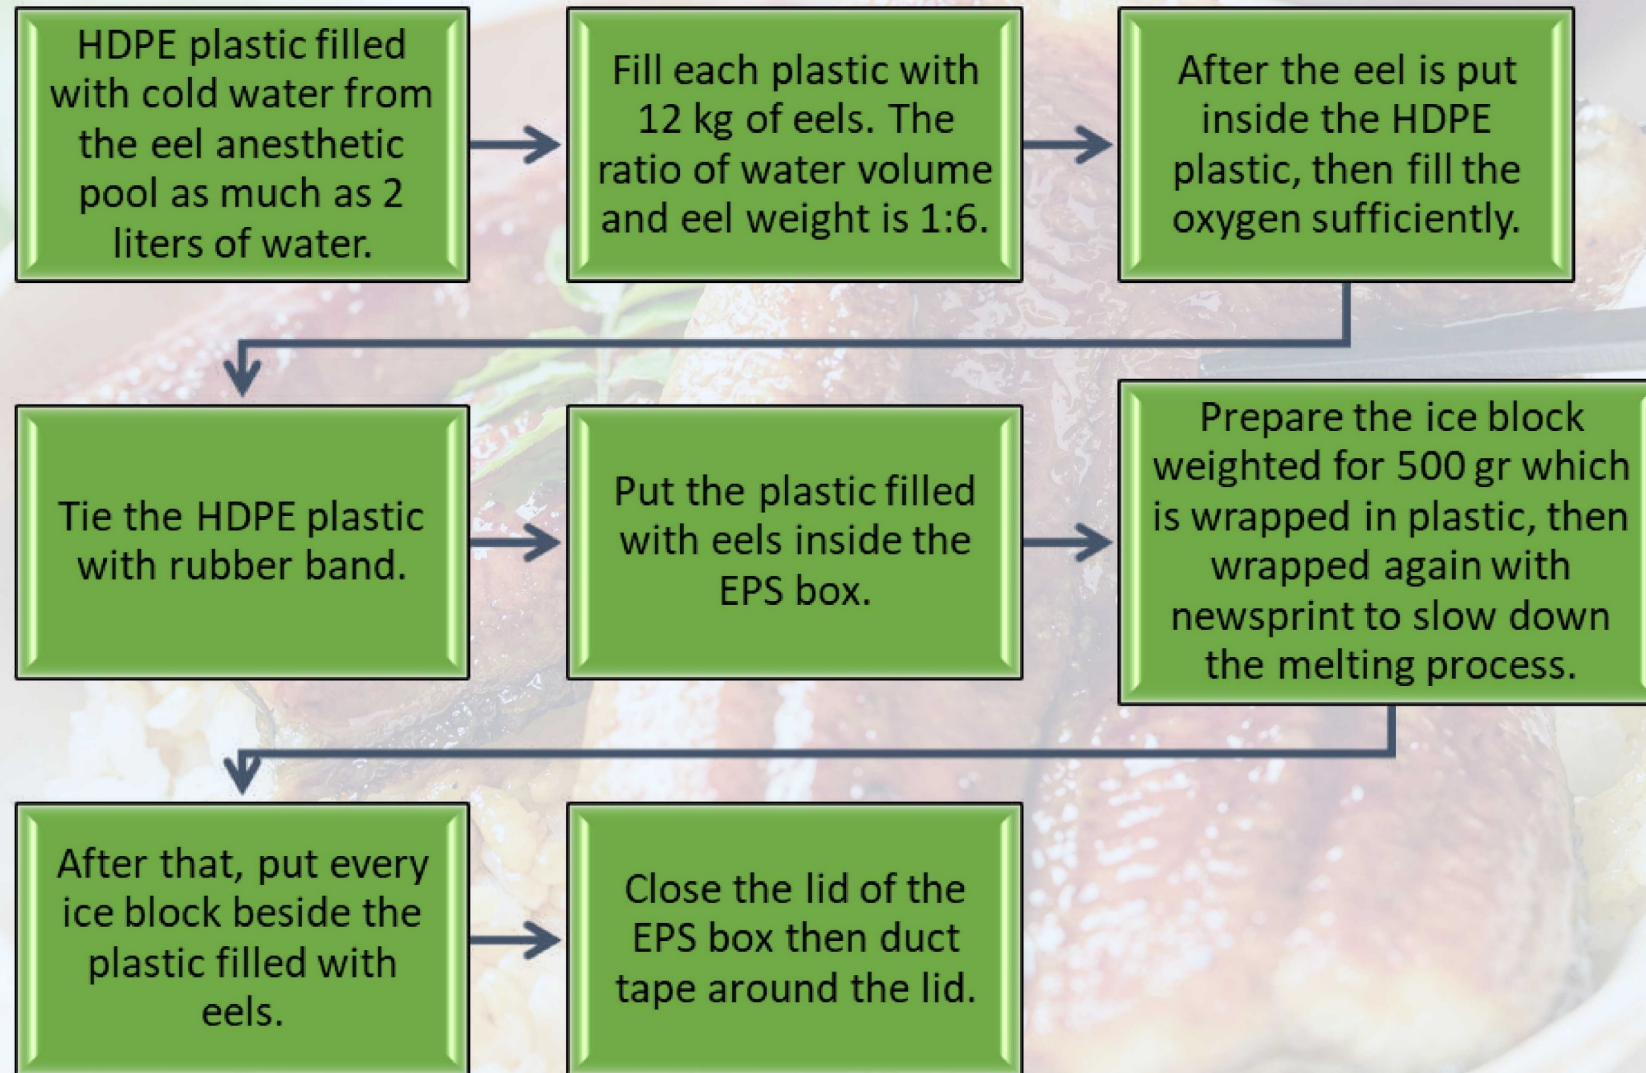 HDPE plastic filled
with cold water from
the eel anesthetic
pool as much as 2
liters of water.
Fill each plastic with
12 kg of eels. The
ratio of water volume
and eel weight is 1:6.
After the eel is put
inside the HDPE
plastic, then fill the
oxygen sufficiently.
Tie the HDPE plastic
with rubber band.
Put the plastic filled
with eels inside the
EPS box.
Prepare the ice block
weighted for 500 gr which
is wrapped in plastic, then
wrapped again with
newsprint to slow down
the melting process.
After that, put every
ice block beside the
plastic filled with
eels.
Close the lid of the
EPS box then duct
tape around the lid.